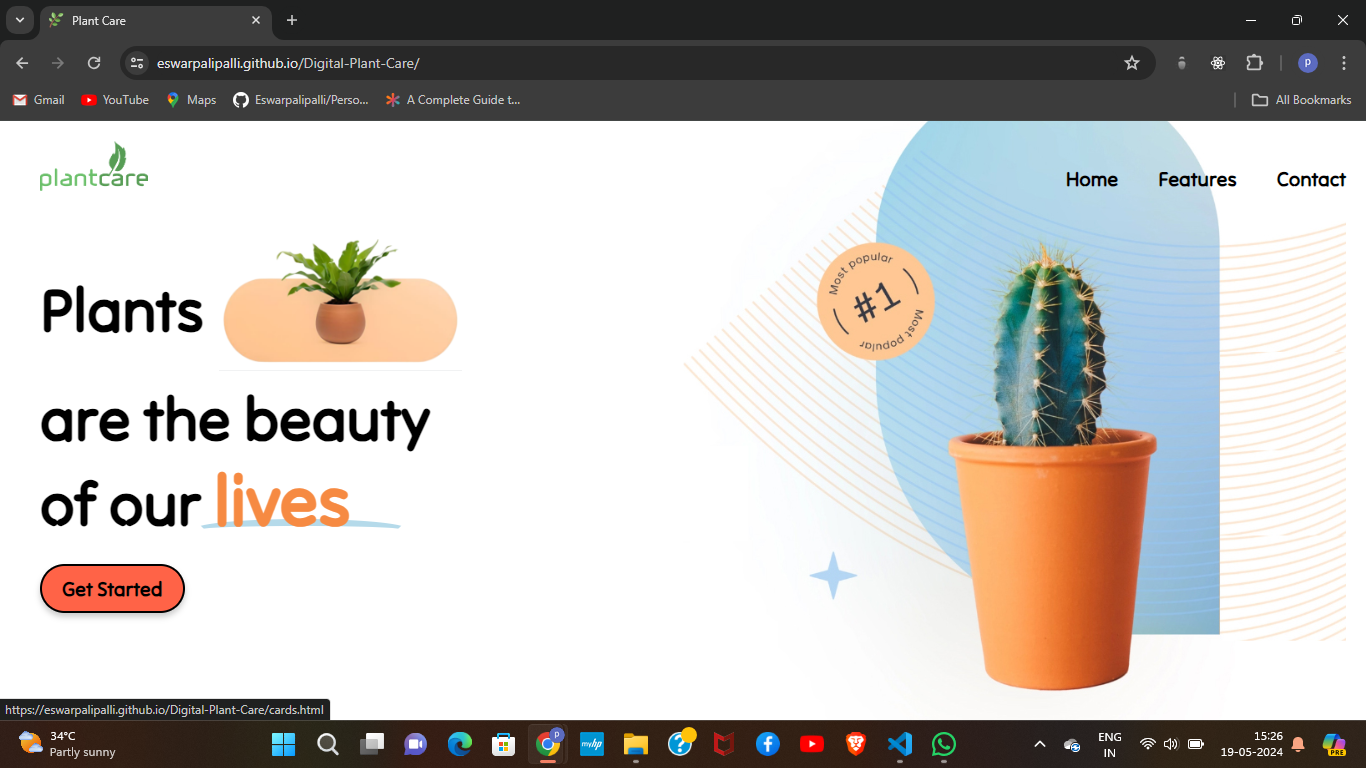 Plant Care
eswarpalipalli.github.io/Digital-Plant-Care/
p
Gmail
YouTube
Maps
Eswarpalipalli/Perso...
A Complete Guide t...
All Bookmarks
plantcare
Home
Features
Contact
Plants
are the beauty
of our lives
Get Started
Most popular
#1
Most popular
https://eswarpalipalli.github.io/Digital-Plant-Care/cards.html
34°C
Partly sunny
p
myhp
ENG
IN
15:26
19-05-2024
PRE